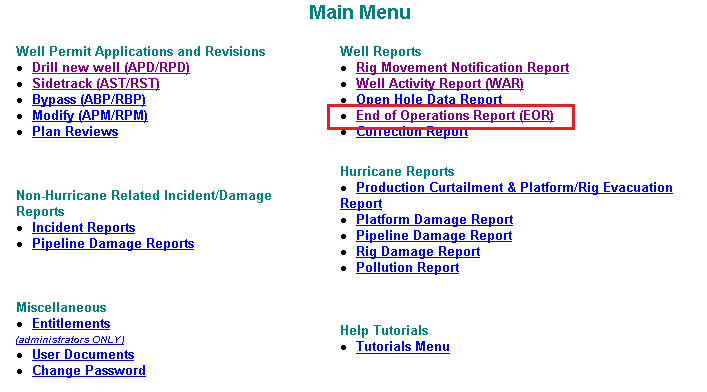 Main Menu
Well Permit Applications and Revisions
Drill new well (APD/RPD)
Sidetrack (AST/RST)
Bypass (ABP/RBP)
Modify (APM/RPM)
Plan Reviews
Well Reports
Rig Movement Notification Report
Well Activity Report (WAR)
Open Hole Data Report
End of Operations Report (EOR)
Correction Report
Non-Hurricane Related Incident/Damage
Reports
Incident Reports
Pipeline Damage Reports
Hurricane Reports
Production Curtailment & Platform/Rig Evacuation
Report
Platform Damage Report
Pipeline Damage Report
Rig Damage Report
Pollution Report
Miscellaneous
Entitlements
(administrators ONLY)
User Documents
Change Password
Help Tutorials
Tutorials Menu